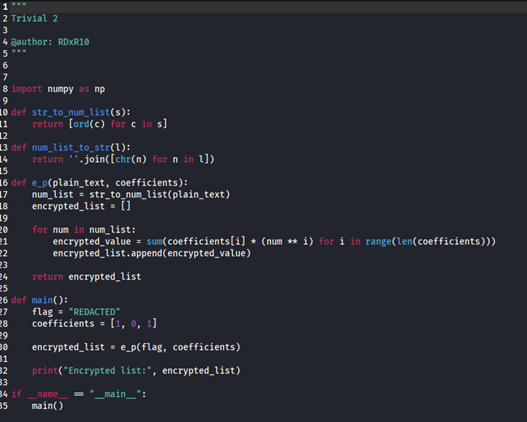 1 """
2 Trivial 2
3
4 @author: RDxR10
5 """
6
7
8 import numpy as np
9
10 def str_to_num_list(s):
11     return [ord(c) for c in s]
12
13 def num_list_to_str(l):
14     return ''.join([chr(n) for n in l])
15
16 def e_p(plain_text, coefficients):
17     num_list = str_to_num_list(plain_text)
18     encrypted_list = []
19
20     for num in num_list:
21         encrypted_value = sum(coefficients[i] * (num ** i) for i in range(len(coefficients)))
22         encrypted_list.append(encrypted_value)
23
24     return encrypted_list
25
26 def main():
27     flag = "REDACTED"
28     coefficients = [1, 0, 1]
29
30     encrypted_list = e_p(flag, coefficients)
31
32     print("Encrypted list:", encrypted_list)
33
34 if __name__ == "__main__":
35     main()